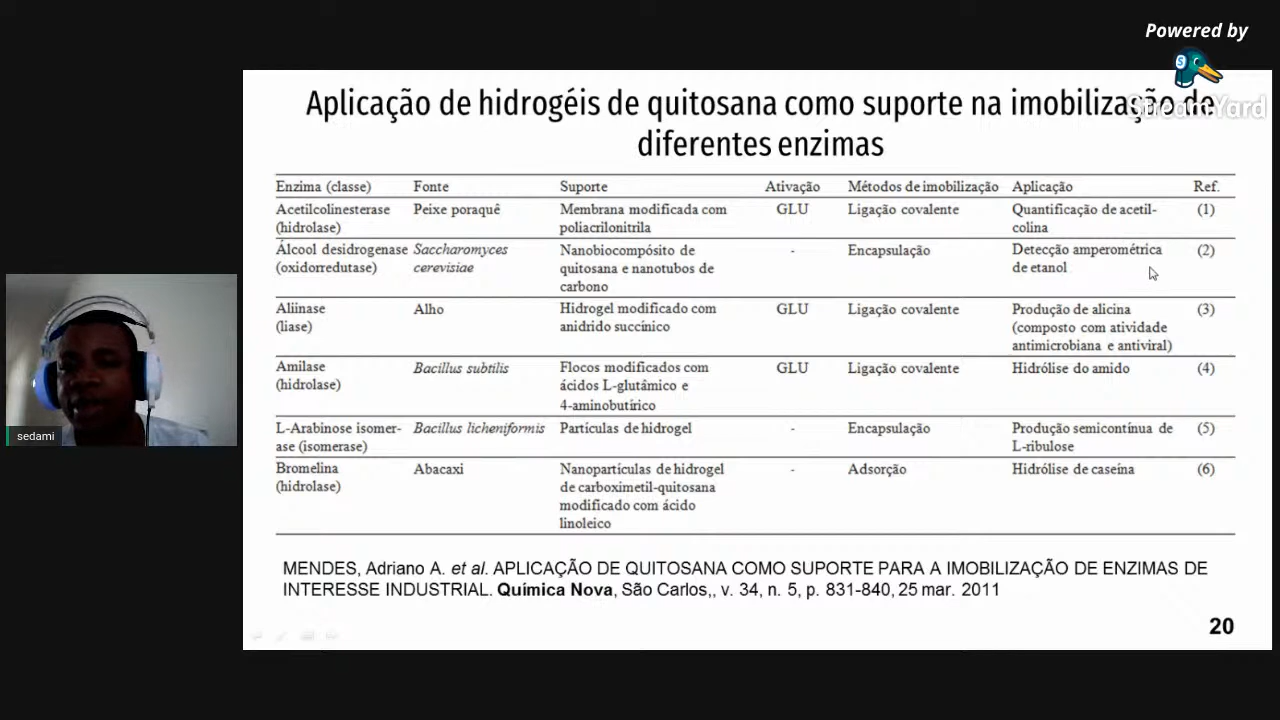 Powered by
StreamYard
Aplicação de hidrogéis de quitosana como suporte na imobilização de
diferentes enzimas
Enzima (classe) Fonte Suporte Ativação Métodos de imobilização Aplicação Ref.
Acetilcolinesterase Peixe poraquê Membrana modificada com GLU Ligação covalente Quantificação de acetil- (1)
(hidrolase) poliacrilonitrila colina
Álcool desidrogenase Saccharomyces Nanobiocompósito de - Encapsulação Detecção amperométrica (2)
(oxidorredutase) cerevisiae quitosana e nanotubos de de etanol
carbono
Aliinase Alho Hidrogel modificado com GLU Ligação covalente Produção de alicina (3)
(liase) anidrido succínico (composto com atividade
antimicrobiana e antiviral)
Amilase Bacillus subtilis Flocos modificados com GLU Ligação covalente Hidrólise do amido (4)
(hidrolase) ácidos L-glutâmico e
4-aminobutírico
L-Arabinose isomer- Bacillus licheniformis Partículas de hidrogel - Encapsulação Produção semicontínua de (5)
ase (isomerase) L-ribulose
Bromelina Abacaxi Nanopartículas de hidrogel - Adsorção Hidrólise de caseína (6)
(hidrolase) de carboximetil-quitosana
modificado com ácido
linoleico
MENDES, Adriano A. et al. APLICAÇÃO DE QUITOSANA COMO SUPORTE PARA A IMOBILIZAÇÃO DE ENZIMAS DE
INTERESSE INDUSTRIAL. Química Nova, São Carlos,, v. 34, n. 5, p. 831-840, 25 mar. 2011
20
sedami